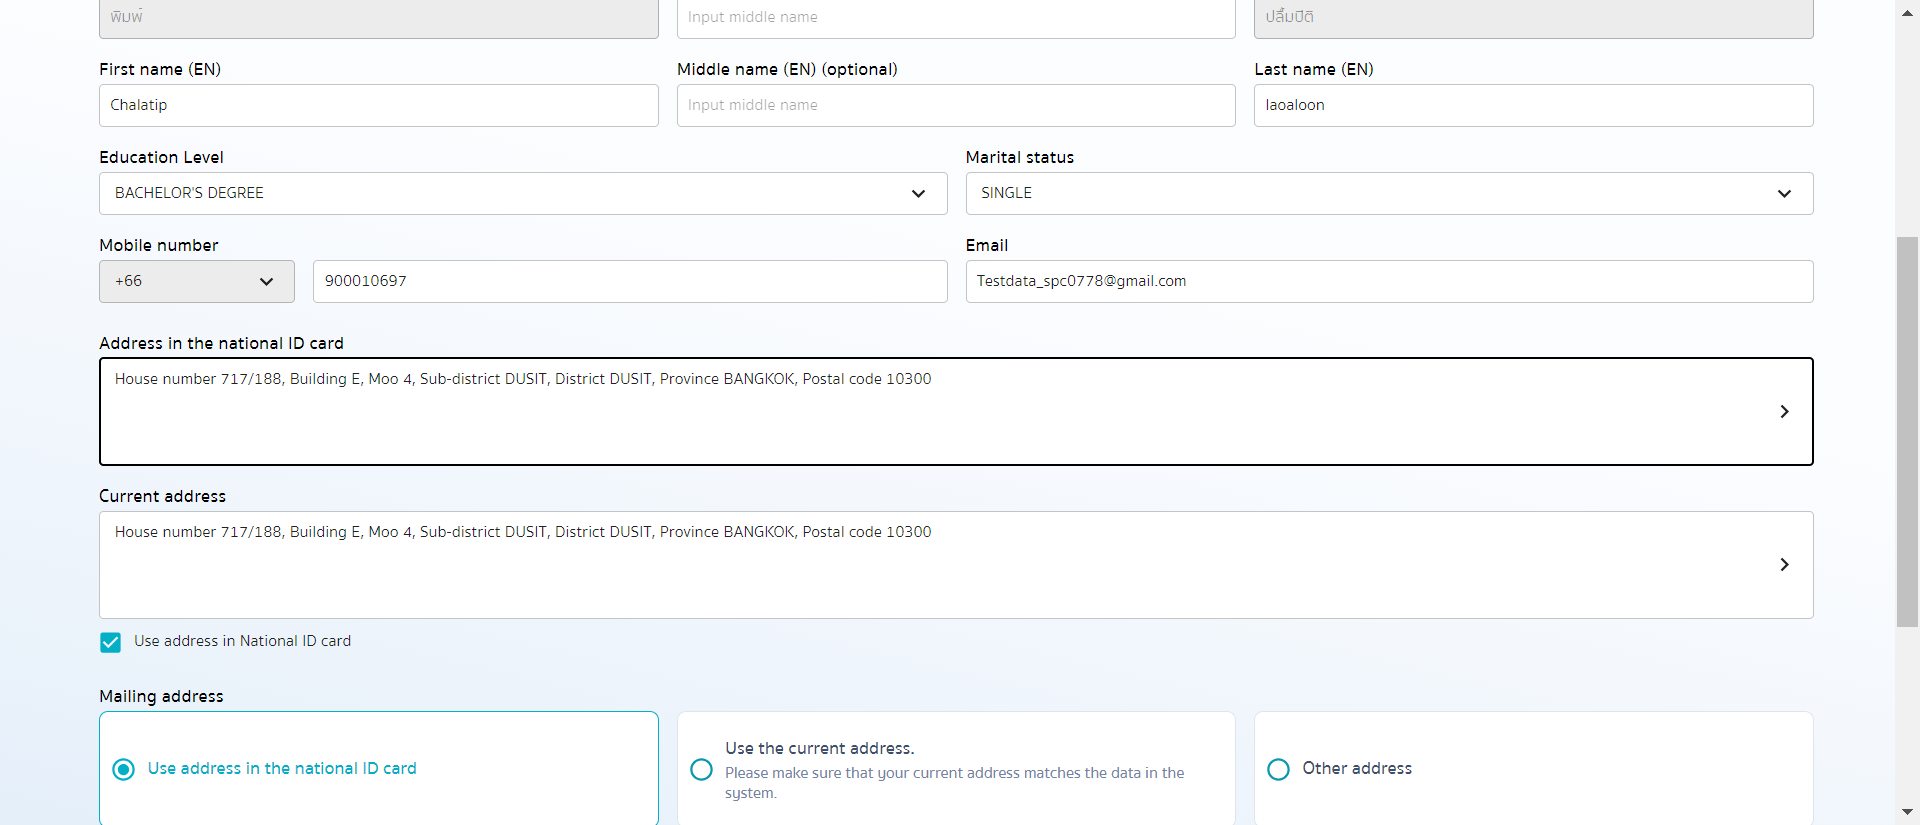 พิมพ์
Input middle name
ปลื้มปีติ
First name (EN)
Middle name (EN) (optional)
Last name (EN)
Chalatip
Input middle name
laoaloon
Education Level
Marital status
BACHELOR'S DEGREE
SINGLE
Mobile number
Email
+66
900010697
Testdata_spc0778@gmail.com
Address in the national ID card
House number 717/188, Building E, Moo 4, Sub-district DUSIT, District DUSIT, Province BANGKOK, Postal code 10300
Current address
House number 717/188, Building E, Moo 4, Sub-district DUSIT, District DUSIT, Province BANGKOK, Postal code 10300
Use address in National ID card
Mailing address
Use address in the national ID card
Use the current address.
Please make sure that your current address matches the data in the
system.
Other address